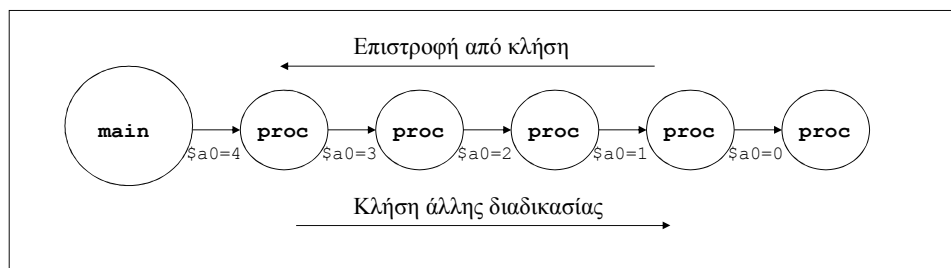 Επιστροφή από κλήση
main proc proc proc proc proc
$a0=4 $a0=3 $a0=2 $a0=1 $a0=0
Κλήση άλλης διαδικασίας